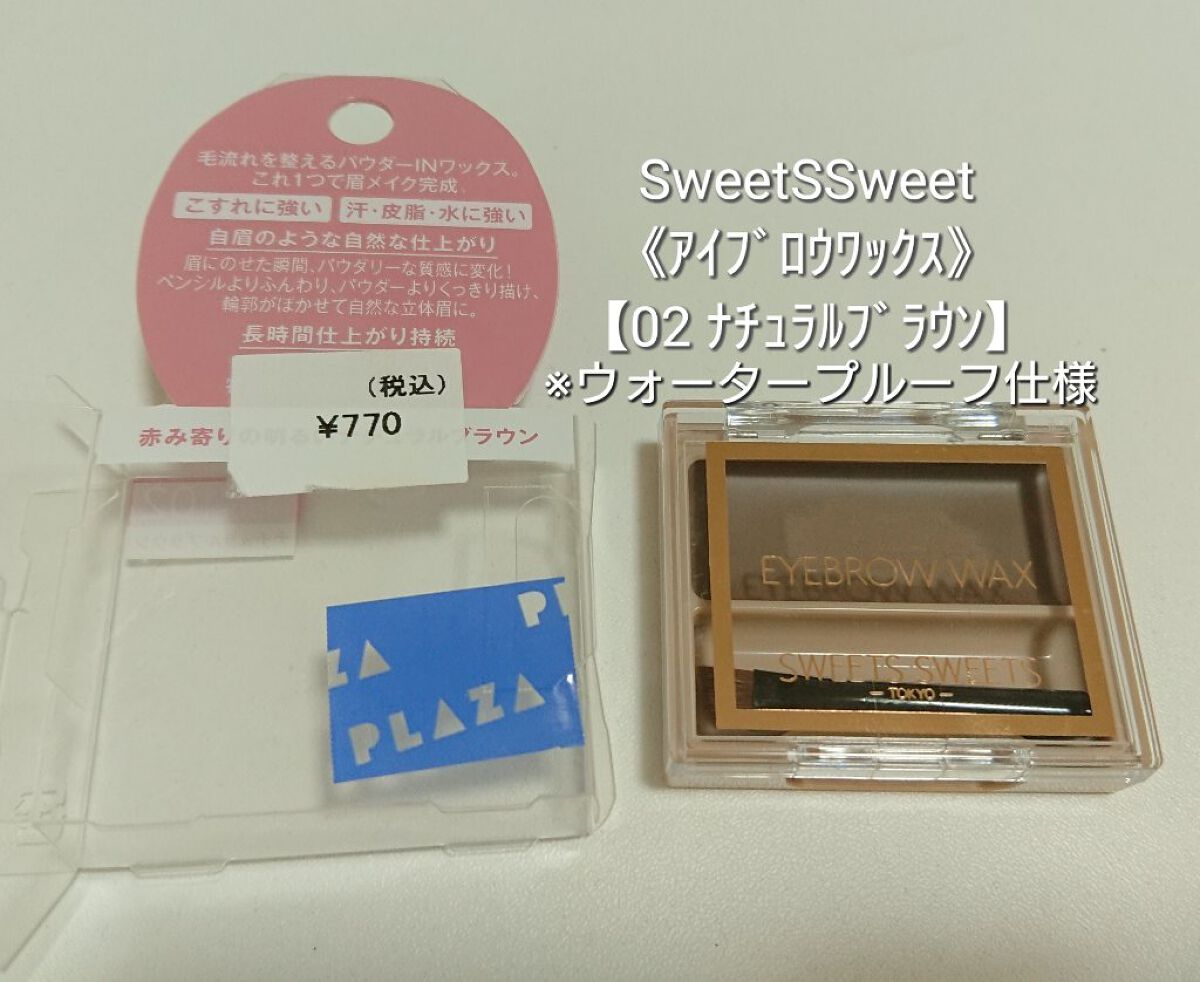 毛流れを整えるパウダーINワックス。
これ1つで眉メイク完成
こすれに強い 汗・皮脂・水に強い
自眉のような自然な仕上がり
眉にのせた瞬間、パウダリーな質感に変化!
ペンシルよりふんわり、パウダーよりくっきり描け、
輪郭がぼかせて自然な立体眉に。
長時間仕上がり持続
(税込)
¥770
赤み寄り
ルブラウン
PLAZA
SweetSSweet
《ｱｲﾌﾞﾛｳﾜｯｸｽ》
【02 ﾅﾁｭﾗﾙﾌﾞﾗｳﾝ】
※ウォータープルーフ仕様
EYEBROW WAX
SWEETS SWEETS
– TOKYO –